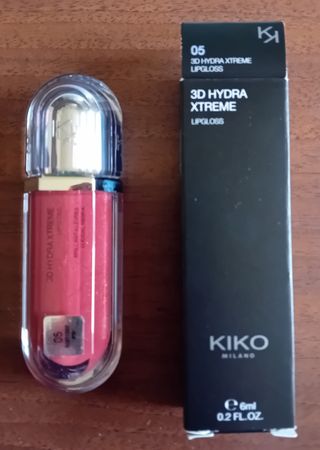 05
3D HYDRA XTREME
LIPGLOSS
3D HYDRA
XTREME
LIPGLOSS
KIKO
MILANO
e 6ml
0.2 FL.OZ.
3D HYDRA XTREME
LIPGLOSS
05